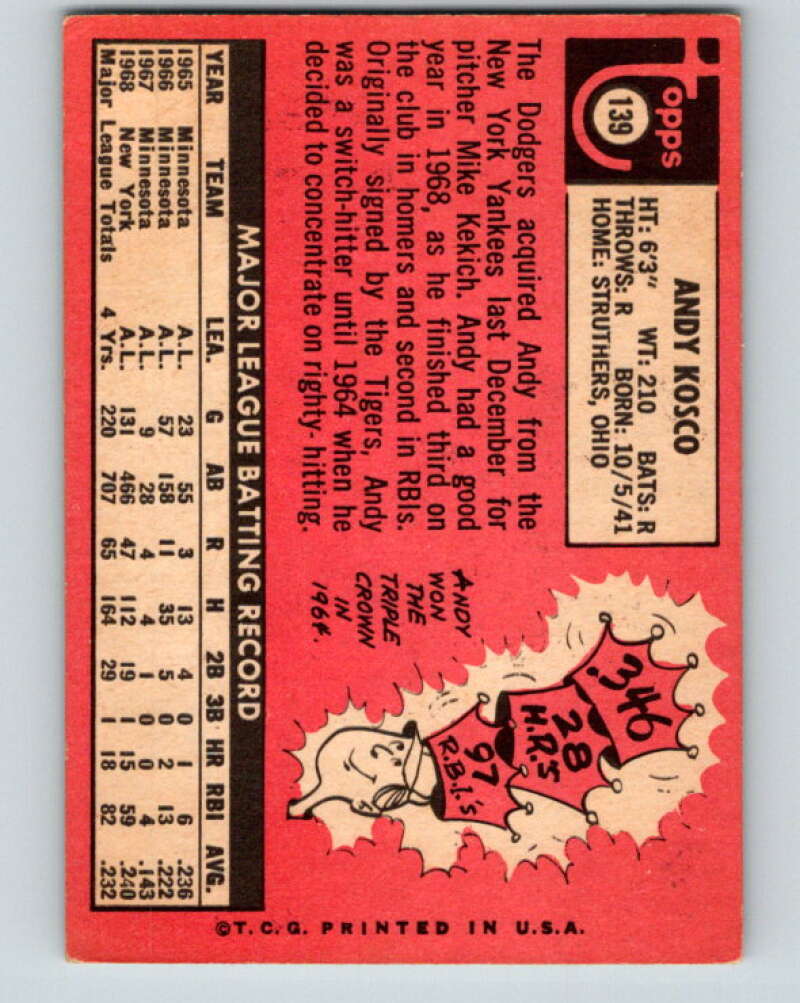 Topps
139
ANDY KOSCO
HT: 6'3" WT: 210 BATS: R
THROWS: R BORN: 10/5/41
HOME: STRUTHERS, OHIO
The Dodgers acquired Andy from the
New York Yankees last December for
pitcher Mike Kekich. Andy had a good
year in 1968, as he finished third on
the club in homers and second in RBIs.
Originally signed by the Tigers, Andy
was a switch-hitter until 1964 when he
decided to concentrate on righty-hitting.
.346
28
H.R.'s
97
R.B.I.'s
ANDY
WON
THE
TRIPLE
CROWN
IN
1964.
MAJOR LEAGUE BATTING RECORD
YEAR TEAM LEA. G AB R H 2B 3B HR RBI AVG.
1965 Minnesota A.L. 23 55 3 13 4 0 1 6 .236
1966 Minnesota A.L. 57 158 11 35 5 0 2 13 .222
1967 Minnesota A.L. 9 28 4 4 1 0 0 4 .143
1968 New York A.L. 131 466 47 112 19 1 15 59 .240
Major League Totals 4 Yrs. 220 707 65 164 29 1 18 82 .232
©T.C.G. PRINTED IN U.S.A.